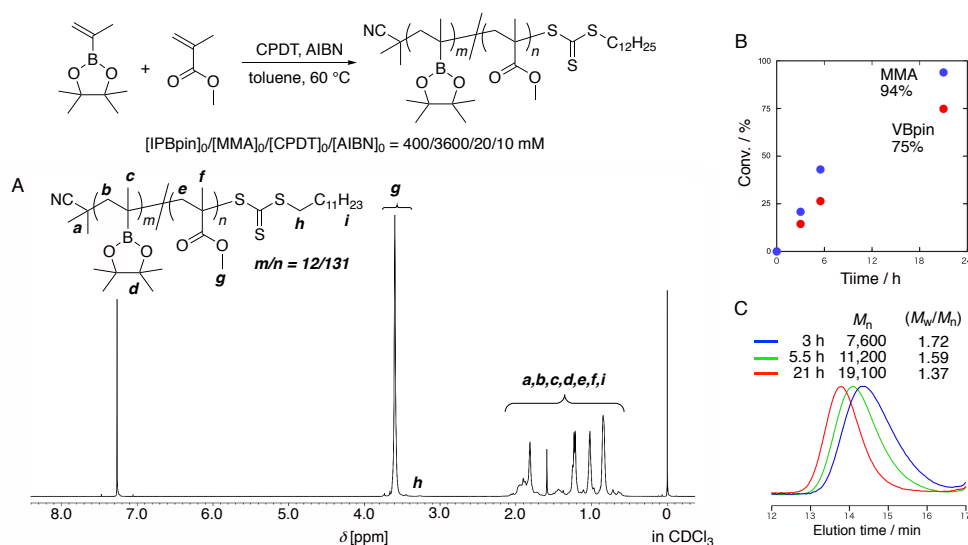 CPDT, AIBN
toluene, 60 °C
B
O O
+
O
O
NC
m
n
S S
C12H25
S
B
O O
O
O
[IPBpin]0/[MMA]0/[CPDT]0/[AIBN]0 = 400/3600/20/10 mM
A
b c e f
NC
m
n
S S
C11H23
a
S
h
i
B
O O
O
O
d
g
m/n = 12/131
g
h
a,b,c,d,e,f,i
8.0 7.0 6.0 5.0 4.0 3.0 2.0 1.0 0
δ [ppm]
in CDCl3
B
Conv. / %
100
75
50
25
0
MMA
94%
VBpin
75%
0 6 12 18 24
Tiime / h
C
Mn (Mw/Mn)
3 h 7,600 1.72
5.5 h 11,200 1.59
21 h 19,100 1.37
12 13 14 15 16 17
Elution time / min